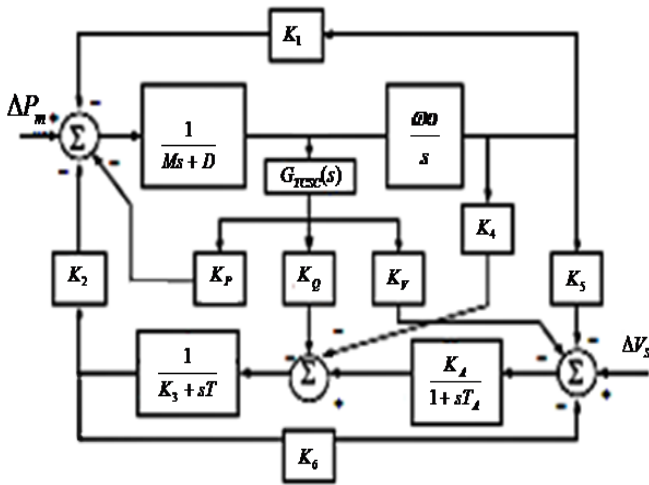 K1
ΔPm + -
Σ
- -
1
Ms + D
ω0
s
GTCSC(s)
K4
K2
KP
KQ
KV
K5
1
K3 + sT
-
- Σ
+
KA
1 + sTA
-
- Σ
- +
ΔVs
K6